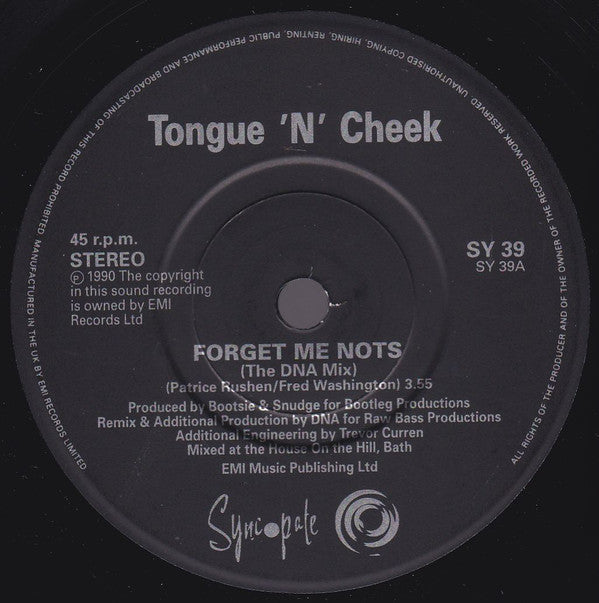 MANUFACTURED IN THE UK BY EMI RECORDS LIMITED
ALL RIGHTS OF THE PRODUCER AND OF THE OWNER OF THE RECORDED WORK RESERVED. UNAUTHORISED COPYING, HIRING, RENTING, PUBLIC PERFORMANCE AND BROADCASTING OF THIS RECORD PROHIBITED.
Tongue 'N' Cheek
45 r.p.m.
STEREO
℗ 1990 The copyright
in this sound recording
is owned by EMI
Records Ltd
SY 39
SY 39A
FORGET ME NOTS
(The DNA Mix)
(Patrice Rushen/Fred Washington) 3.55
Produced by Bootsie & Snudge for Bootleg Productions
Remix & Additional Production by DNA for Raw Bass Productions
Additional Engineering by Trevor Curren
Mixed at the House On the Hill, Bath
EMI Music Publishing Ltd
Syncopate